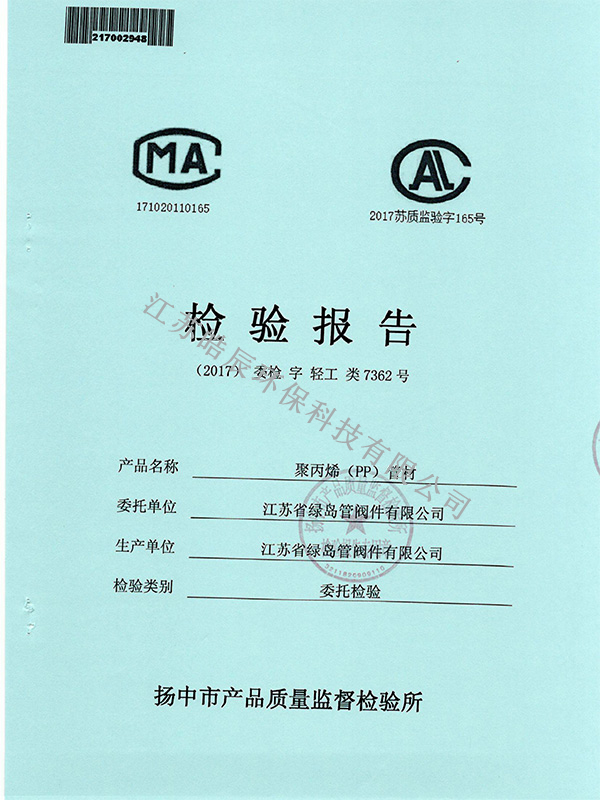 217002948
MA
171020110165
CAL
2017苏质监验字165号
检验报告
(2017) 委检 字 轻工 类7362号
产品名称 聚丙烯(PP)管材
委托单位 江苏省绿岛管阀件有限公司
生产单位 江苏省绿岛管阀件有限公司
检验类别 委托检验
扬中市产品质量监督检验所
江苏皓辰环保科技有限公司